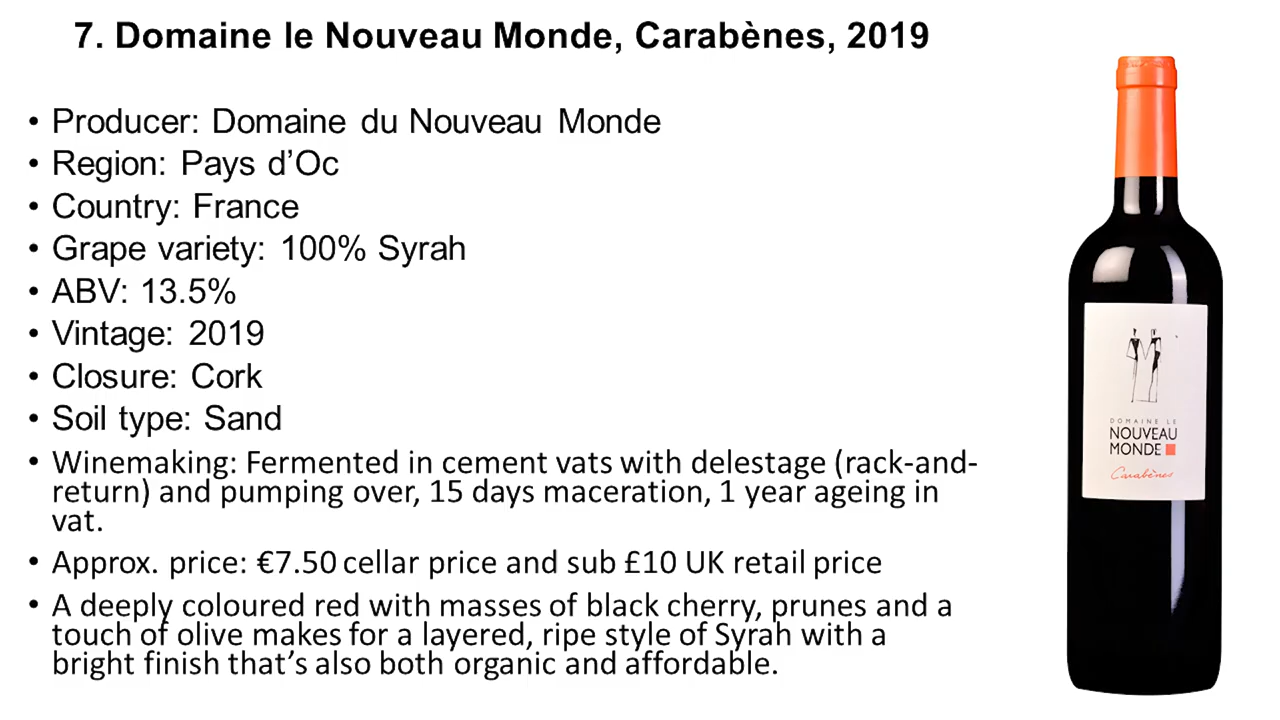 7. Domaine le Nouveau Monde, Carabènes, 2019
• Producer: Domaine du Nouveau Monde
• Region: Pays d’Oc
• Country: France
• Grape variety: 100% Syrah
• ABV: 13.5%
• Vintage: 2019
• Closure: Cork
• Soil type: Sand
• Winemaking: Fermented in cement vats with delestage (rack-and-
return) and pumping over, 15 days maceration, 1 year ageing in
vat.
• Approx. price: €7.50 cellar price and sub £10 UK retail price
• A deeply coloured red with masses of black cherry, prunes and a
touch of olive makes for a layered, ripe style of Syrah with a
bright finish that’s also both organic and affordable.
DOMAINE LE
NOUVEAU
MONDE
Carabènes